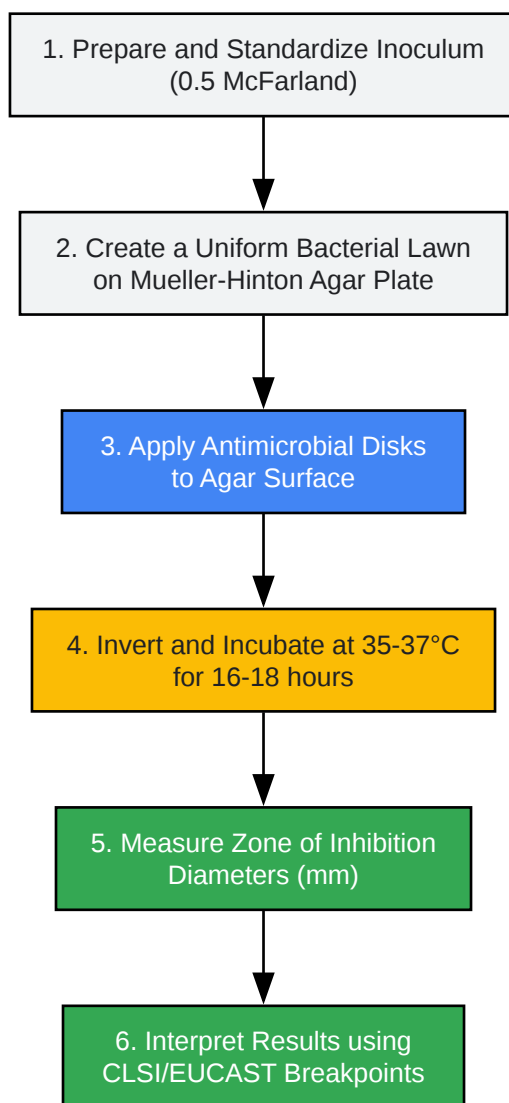 1. Prepare and Standardize Inoculum
(0.5 McFarland)
2. Create a Uniform Bacterial Lawn
on Mueller-Hinton Agar Plate
3. Apply Antimicrobial Disks
to Agar Surface
4. Invert and Incubate at 35-37°C
for 16-18 hours
5. Measure Zone of Inhibition
Diameters (mm)
6. Interpret Results using
CLSI/EUCAST Breakpoints